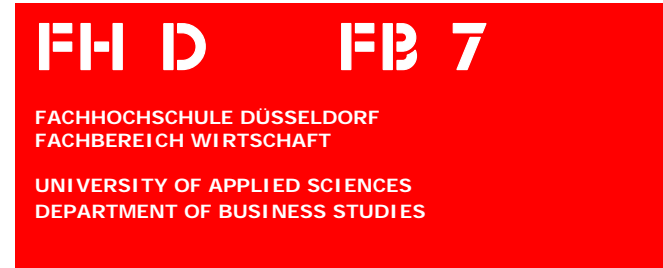 FH D FB 7
FACHHOCHSCHULE DÜSSELDORF
FACHBEREICH WIRTSCHAFT
UNIVERSITY OF APPLIED SCIENCES
DEPARTMENT OF BUSINESS STUDIES